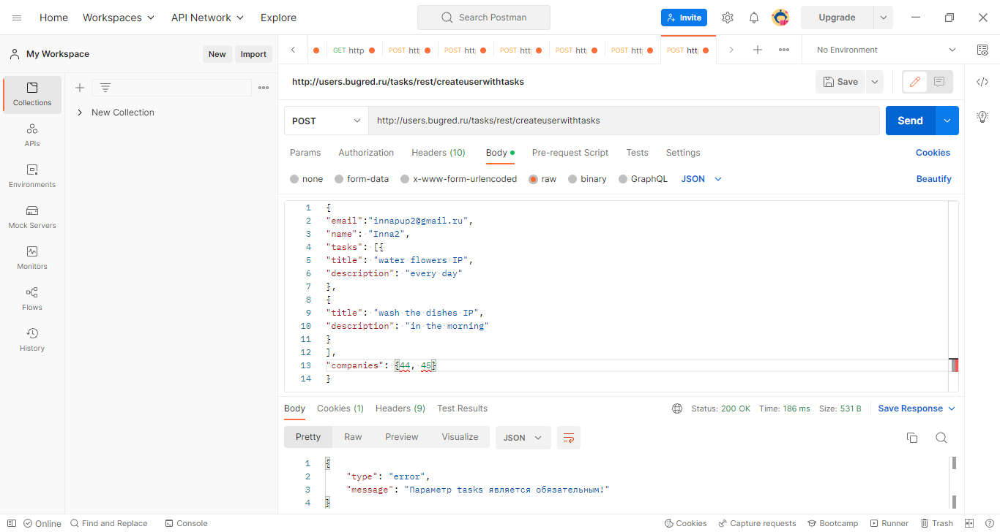 Home Workspaces API Network Explore Search Postman Invite Upgrade
My Workspace New Import GET http POST htt POST htt POST htt POST htt POST htt POST htt No Environment
Collections
APIs
Environments
Mock Servers
Monitors
Flows
History
New Collection
http://users.bugred.ru/tasks/rest/createuserwithtasks Save
POST http://users.bugred.ru/tasks/rest/createuserwithtasks Send
Params Authorization Headers (10) Body Pre-request Script Tests Settings Cookies
none form-data x-www-form-urlencoded raw binary GraphQL JSON Beautify
1 {
2 "email":"innapup2@gmail.ru",
3 "name": "Inna2",
4 "tasks": [{
5 "title": "water flowers IP",
6 "description": "every day"
7 },
8 {
9 "title": "wash the dishes IP",
10 "description": "in the morning"
11 }
12 ],
13 "companies": {44, 45}
14 }
Body Cookies (1) Headers (9) Test Results Status: 200 OK Time: 186 ms Size: 531 B Save Response
Pretty Raw Preview Visualize JSON
1 {
2 "type": "error",
3 "message": "Параметр tasks является обязательным!"
4 }
Online Find and Replace Console Cookies Capture requests Bootcamp Runner Trash